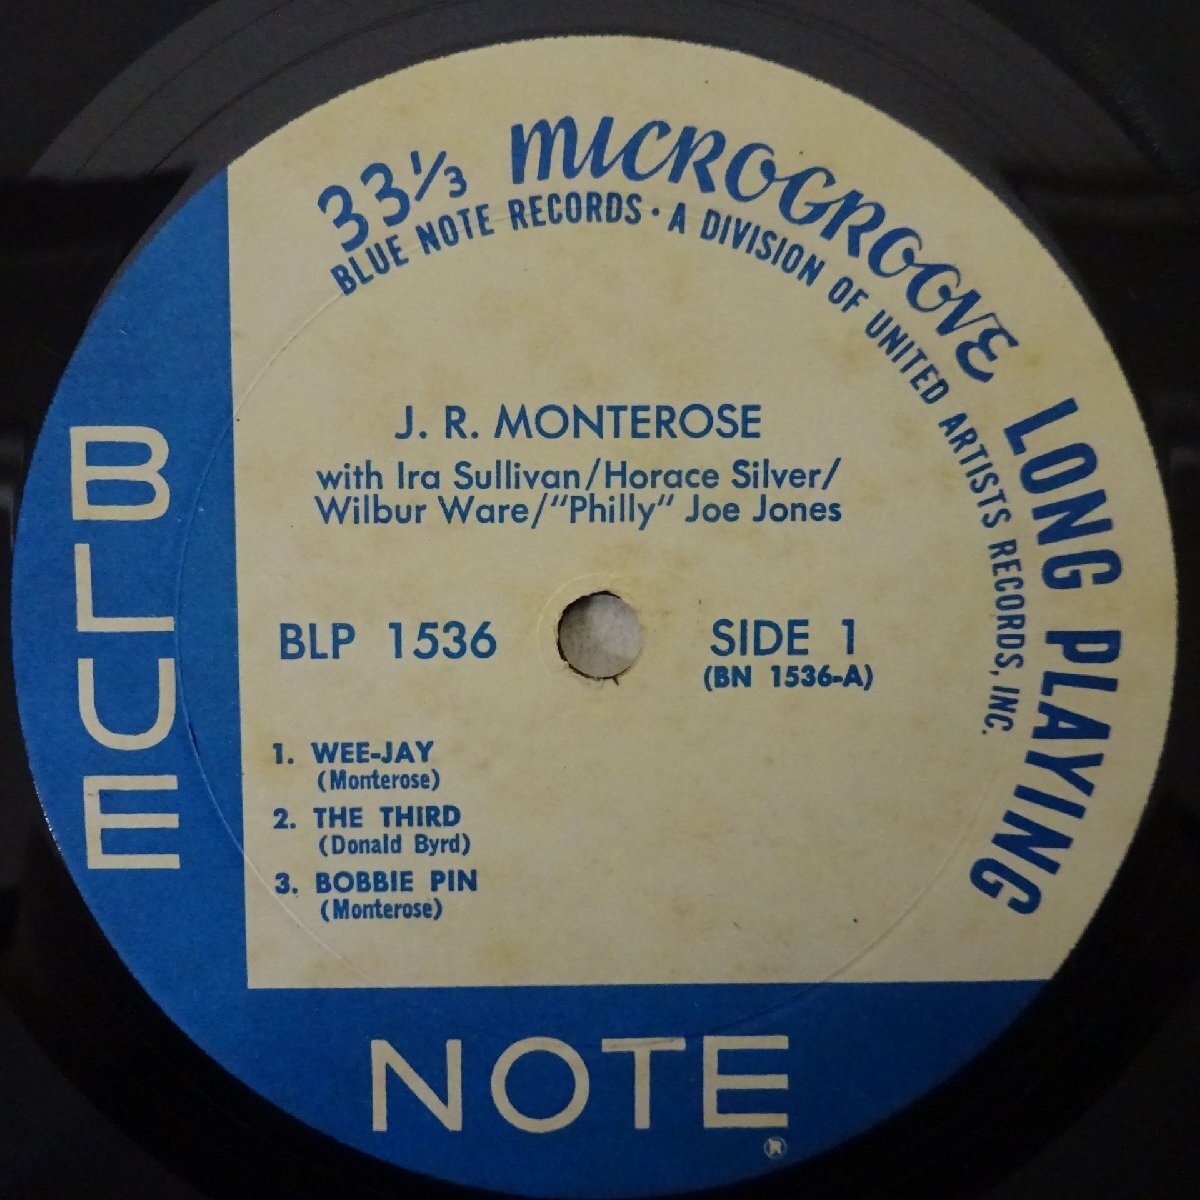 33⅓ MICROGROOVE LONG PLAYING
BLUE NOTE RECORDS · A DIVISION OF UNITED ARTISTS RECORDS, INC.
J. R. MONTEROSE
with Ira Sullivan/Horace Silver/
Wilbur Ware/"Philly" Joe Jones
BLP 1536
SIDE 1
(BN 1536-A)
1. WEE-JAY
(Monterose)
2. THE THIRD
(Donald Byrd)
3. BOBBIE PIN
(Monterose)
BLUE
NOTE
®